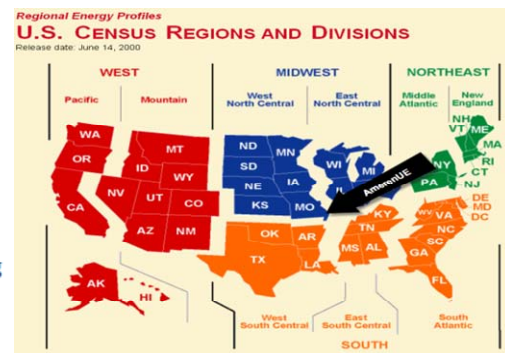 Regional Energy Profiles
U.S. CENSUS REGIONS AND DIVISIONS
Release date: June 14, 2000
WEST MIDWEST NORTHEAST
Pacific Mountain West North Central East North Central Middle Atlantic New England
WA
OR
CA
NV
ID
MT
WY
UT
CO
AZ
NM
AK
HI
ND
SD
NE
KS
MN
IA
MO
WI
MI
IL
AmerenUE
NY
PA
NJ
NH
VT
ME
MA
RI
CT
DE
MD
DC
OK
TX
AR
LA
KY
TN
MS
AL
WV
VA
NC
SC
GA
FL
West South Central East South Central South Atlantic
SOUTH